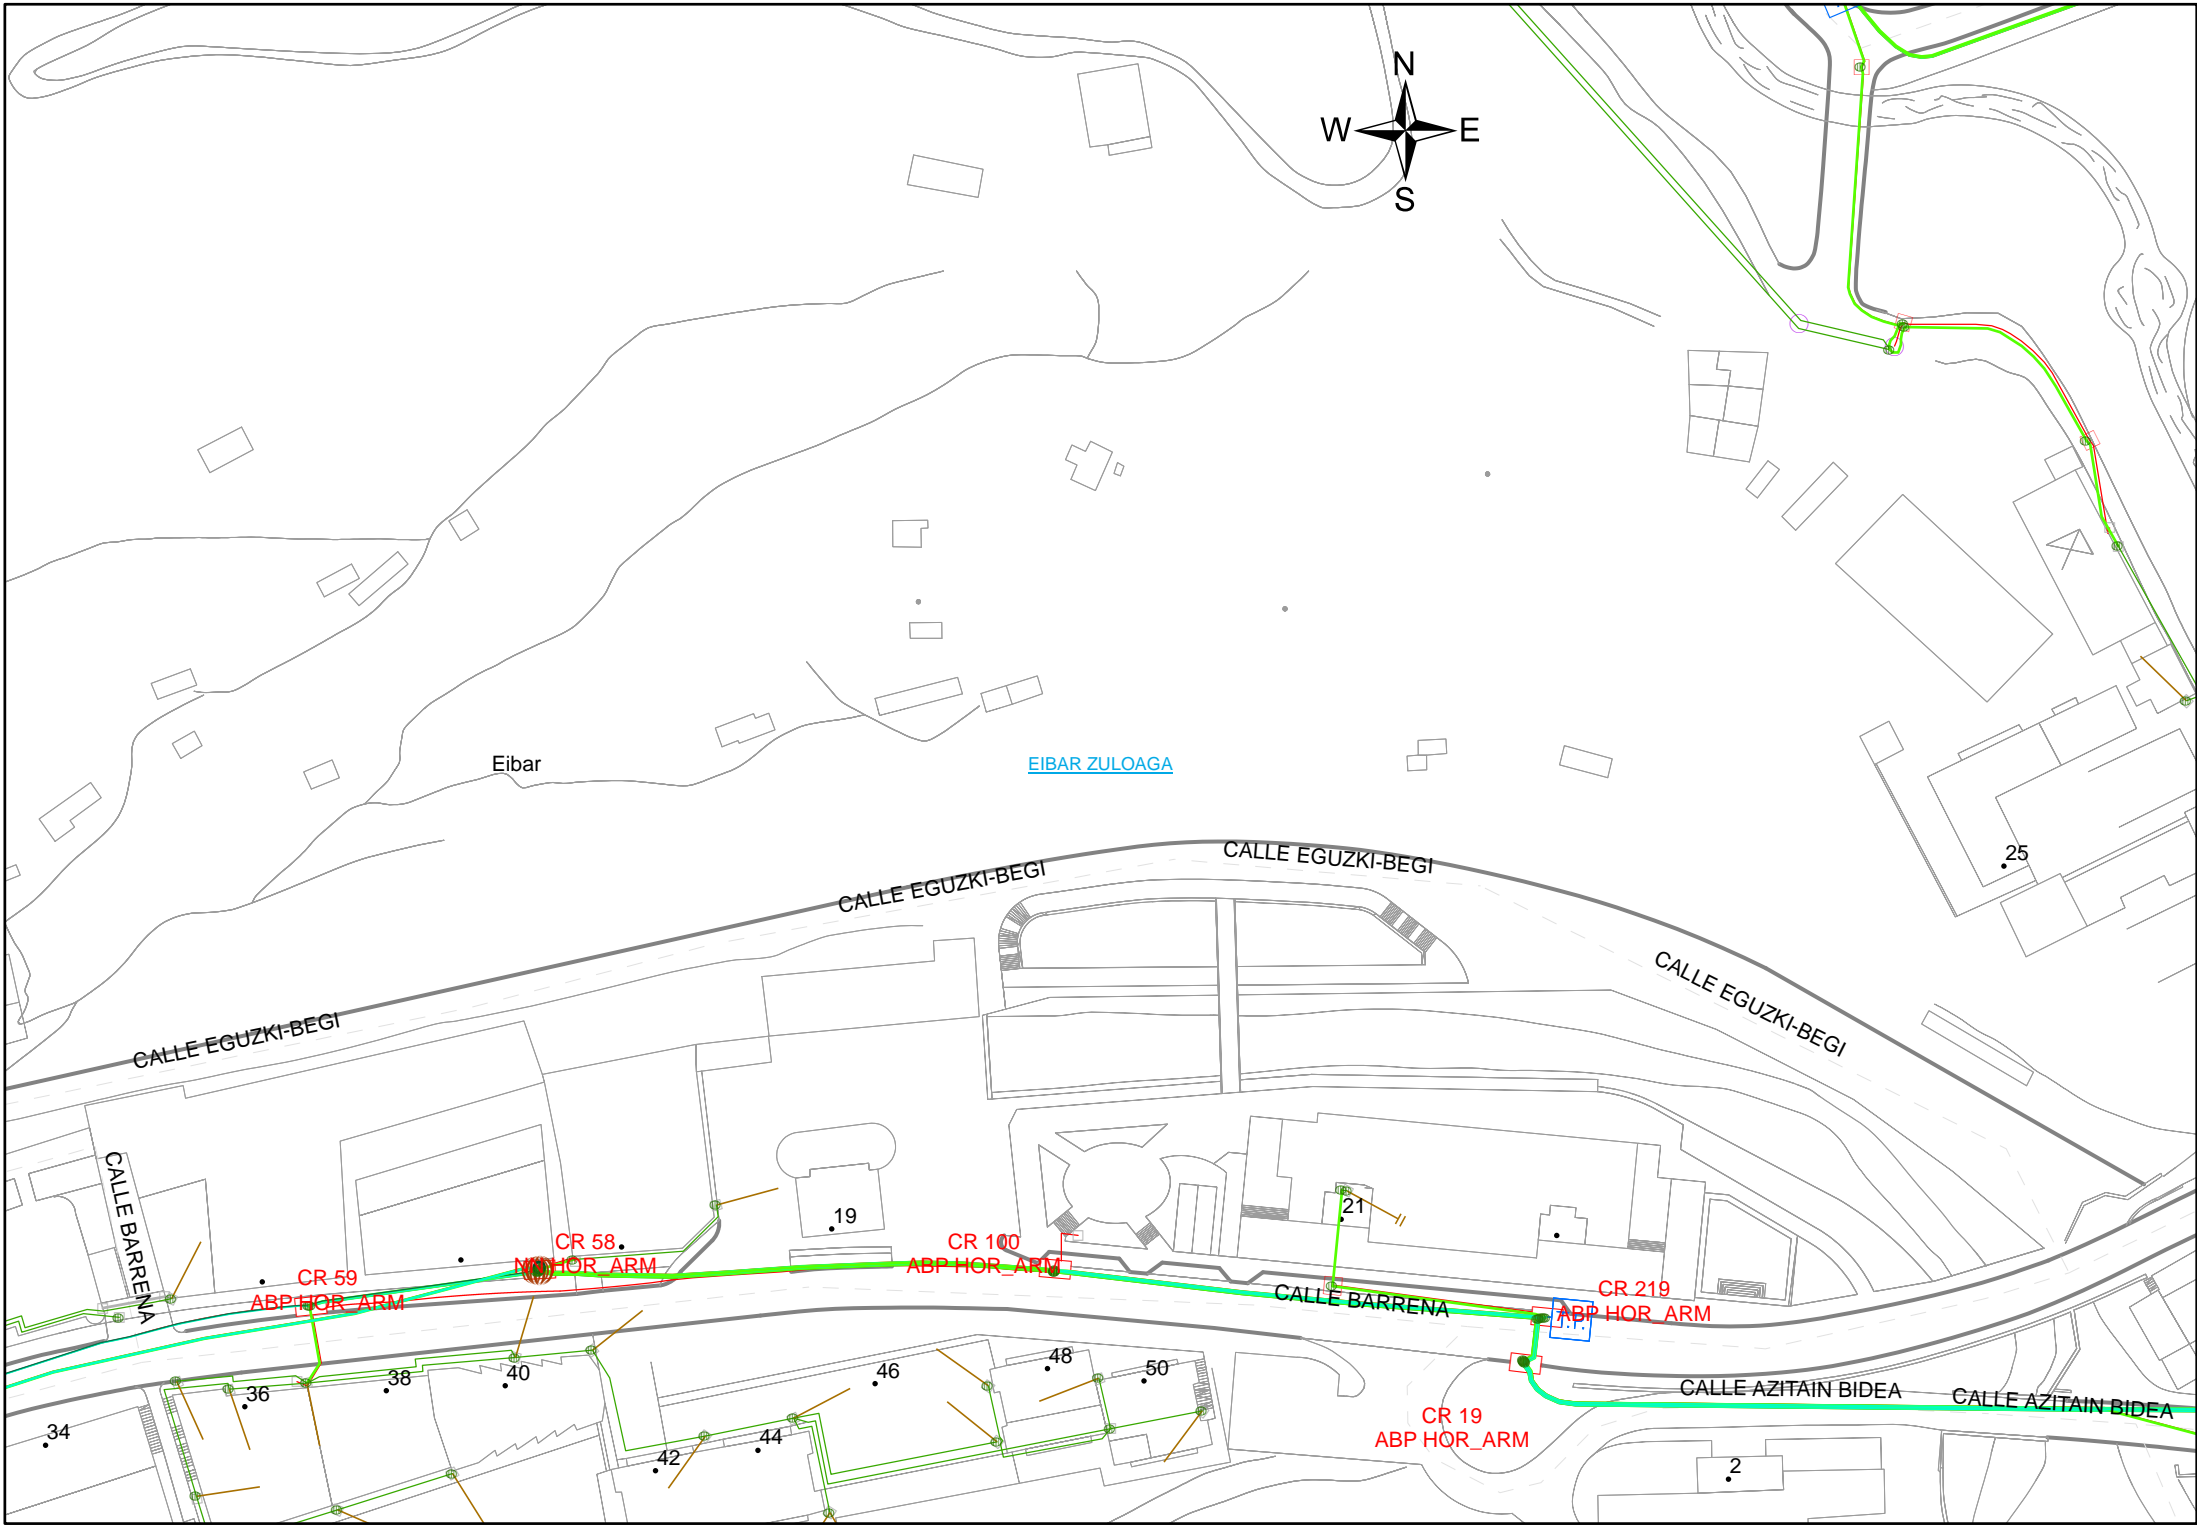 N
W E
S
Eibar
EIBAR ZULOAGA
25
CALLE EGUZKI-BEGI
CALLE EGUZKI-BEGI
CALLE EGUZKI-BEGI
CALLE EGUZKI-BEGI
CALLE BARRENA
19
21
CR 58
HOR_ARM
CR 100
ABP HOR_ARM
CR 59
ABP HOR_ARM
CALLE BARRENA
CR 219
ABP HOR_ARM
34
36
38
40
42
44
46
48
50
CALLE AZITAIN BIDEA
CALLE AZITAIN BIDEA
CR 19
ABP HOR_ARM
2